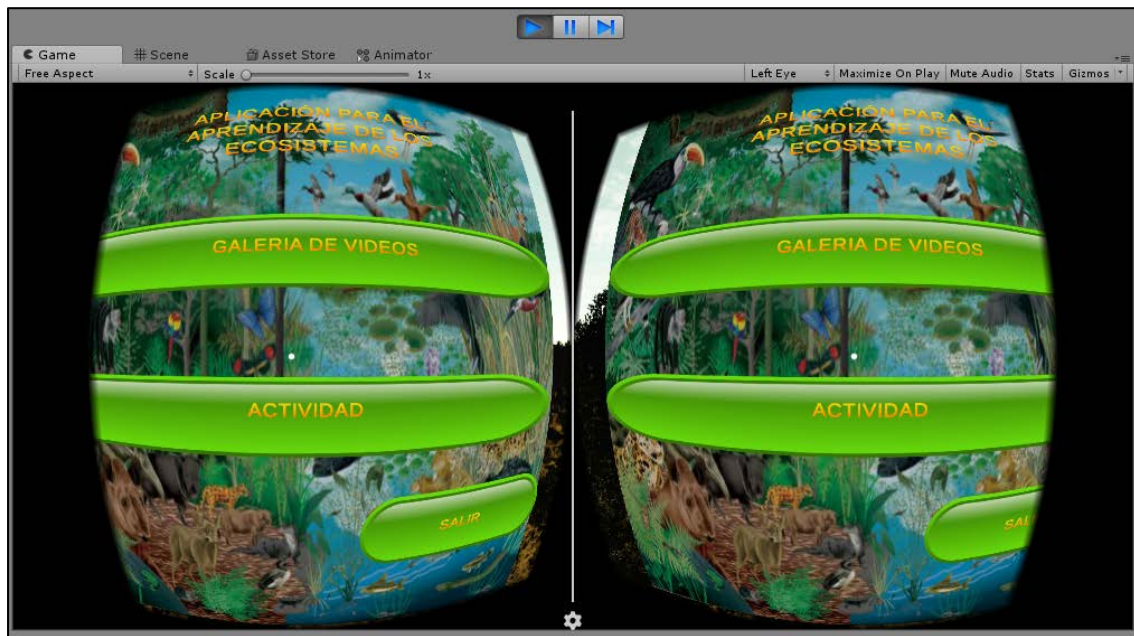 Game
Scene
Asset Store
Animator
Free Aspect
Scale
1x
Left Eye
Maximize On Play
Mute Audio
Stats
Gizmos
APLICACIÓN PARA EL
APRENDIZAJE DE LOS
ECOSISTEMAS
GALERIA DE VIDEOS
ACTIVIDAD
SALIR
APLICACIÓN PARA EL
APRENDIZAJE DE LOS
ECOSISTEMAS
GALERIA DE VIDEOS
ACTIVIDAD
SAL